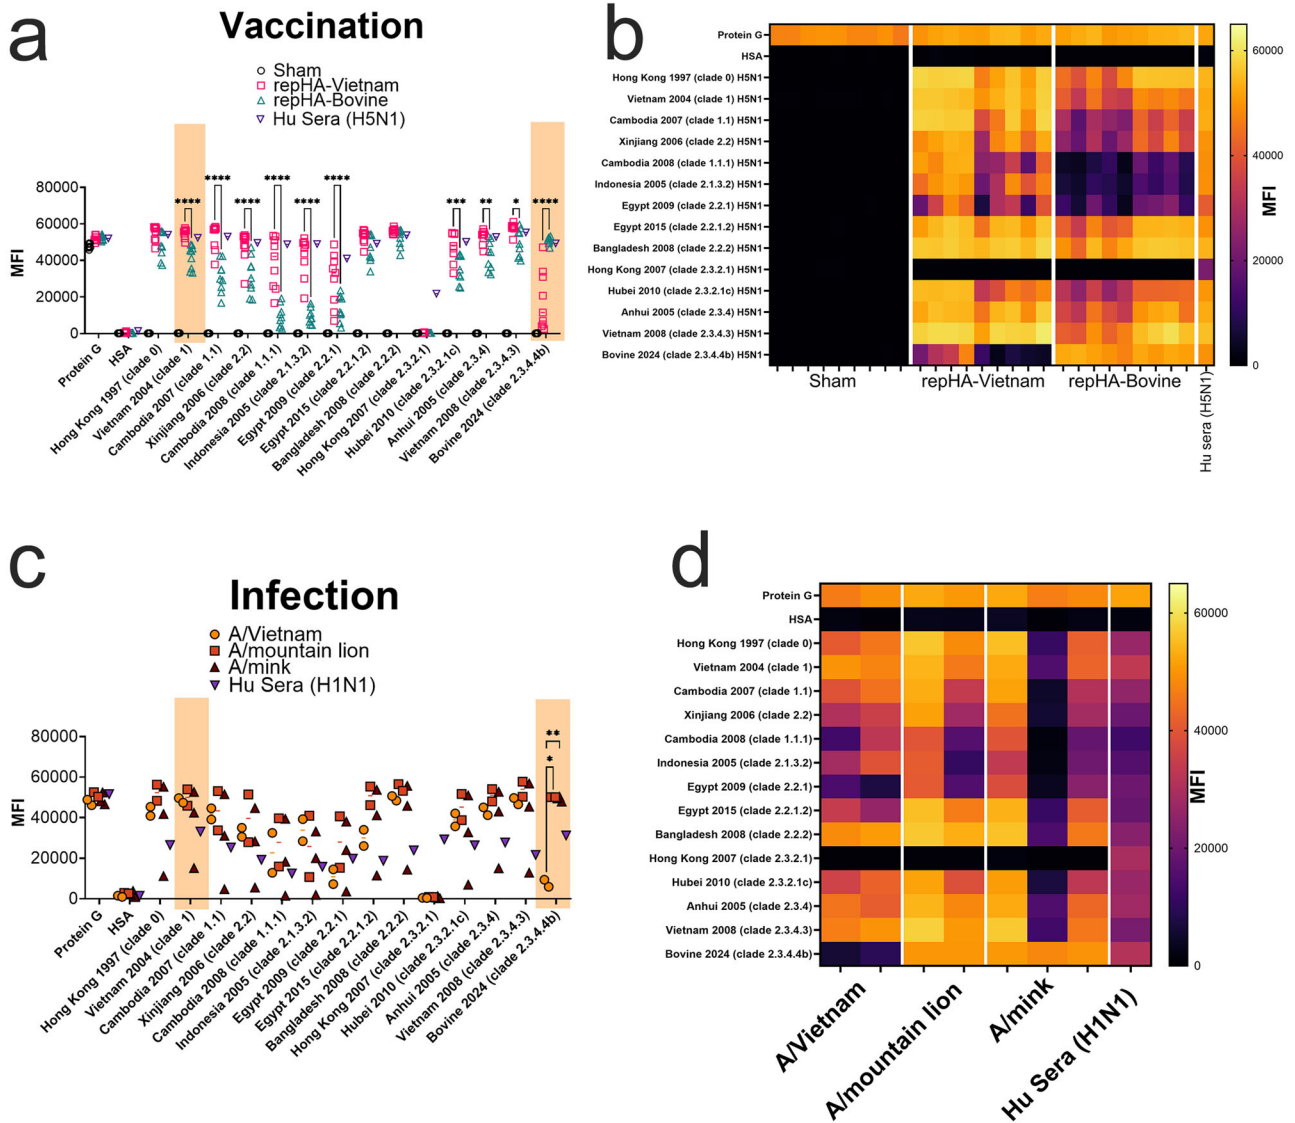 a
Vaccination
Sham
repHA-Vietnam
repHA-Bovine
Hu Sera (H5N1)
**** **** **** **** **** **** *** ** * ****
80000
60000
40000
20000
0
MFI
Protein G
HSA
Hong Kong 1997 (clade 0)
Vietnam 2004 (clade 1)
Cambodia 2007 (clade 1.1)
Xinjiang 2006 (clade 2.2)
Cambodia 2008 (clade 1.1.1)
Indonesia 2005 (clade 2.1.3.2)
Egypt 2009 (clade 2.2.1)
Egypt 2015 (clade 2.2.1.2)
Bangladesh 2008 (clade 2.2.2)
Hong Kong 2007 (clade 2.3.2.1)
Hubei 2010 (clade 2.3.2.1c)
Anhui 2005 (clade 2.3.4)
Vietnam 2008 (clade 2.3.4.3)
Bovine 2024 (clade 2.3.4.4b)
b
Protein G
HSA
Hong Kong 1997 (clade 0) H5N1
Vietnam 2004 (clade 1) H5N1
Cambodia 2007 (clade 1.1) H5N1
Xinjiang 2006 (clade 2.2) H5N1
Cambodia 2008 (clade 1.1.1) H5N1
Indonesia 2005 (clade 2.1.3.2) H5N1
Egypt 2009 (clade 2.2.1) H5N1
Egypt 2015 (clade 2.2.1.2) H5N1
Bangladesh 2008 (clade 2.2.2) H5N1
Hong Kong 2007 (clade 2.3.2.1) H5N1
Hubei 2010 (clade 2.3.2.1c) H5N1
Anhui 2005 (clade 2.3.4) H5N1
Vietnam 2008 (clade 2.3.4.3) H5N1
Bovine 2024 (clade 2.3.4.4b) H5N1
Sham
repHA-Vietnam
repHA-Bovine
Hu sera (H5N1)
60000
40000
20000
0
MFI
c
Infection
A/Vietnam
A/mountain lion
A/mink
Hu Sera (H1N1)
**
*
80000
60000
40000
20000
0
MFI
Protein G
HSA
Hong Kong 1997 (clade 0)
Vietnam 2004 (clade 1)
Cambodia 2007 (clade 1.1)
Xinjiang 2006 (clade 2.2)
Cambodia 2008 (clade 1.1.1)
Indonesia 2005 (clade 2.1.3.2)
Egypt 2009 (clade 2.2.1)
Egypt 2015 (clade 2.2.1.2)
Bangladesh 2008 (clade 2.2.2)
Hong Kong 2007 (clade 2.3.2.1)
Hubei 2010 (clade 2.3.2.1c)
Anhui 2005 (clade 2.3.4)
Vietnam 2008 (clade 2.3.4.3)
Bovine 2024 (clade 2.3.4.4b)
d
Protein G
HSA
Hong Kong 1997 (clade 0)
Vietnam 2004 (clade 1)
Cambodia 2007 (clade 1.1)
Xinjiang 2006 (clade 2.2)
Cambodia 2008 (clade 1.1.1)
Indonesia 2005 (clade 2.1.3.2)
Egypt 2009 (clade 2.2.1)
Egypt 2015 (clade 2.2.1.2)
Bangladesh 2008 (clade 2.2.2)
Hong Kong 2007 (clade 2.3.2.1)
Hubei 2010 (clade 2.3.2.1c)
Anhui 2005 (clade 2.3.4)
Vietnam 2008 (clade 2.3.4.3)
Bovine 2024 (clade 2.3.4.4b)
A/Vietnam
A/mountain lion
A/mink
Hu Sera (H1N1)
60000
40000
20000
0
MFI